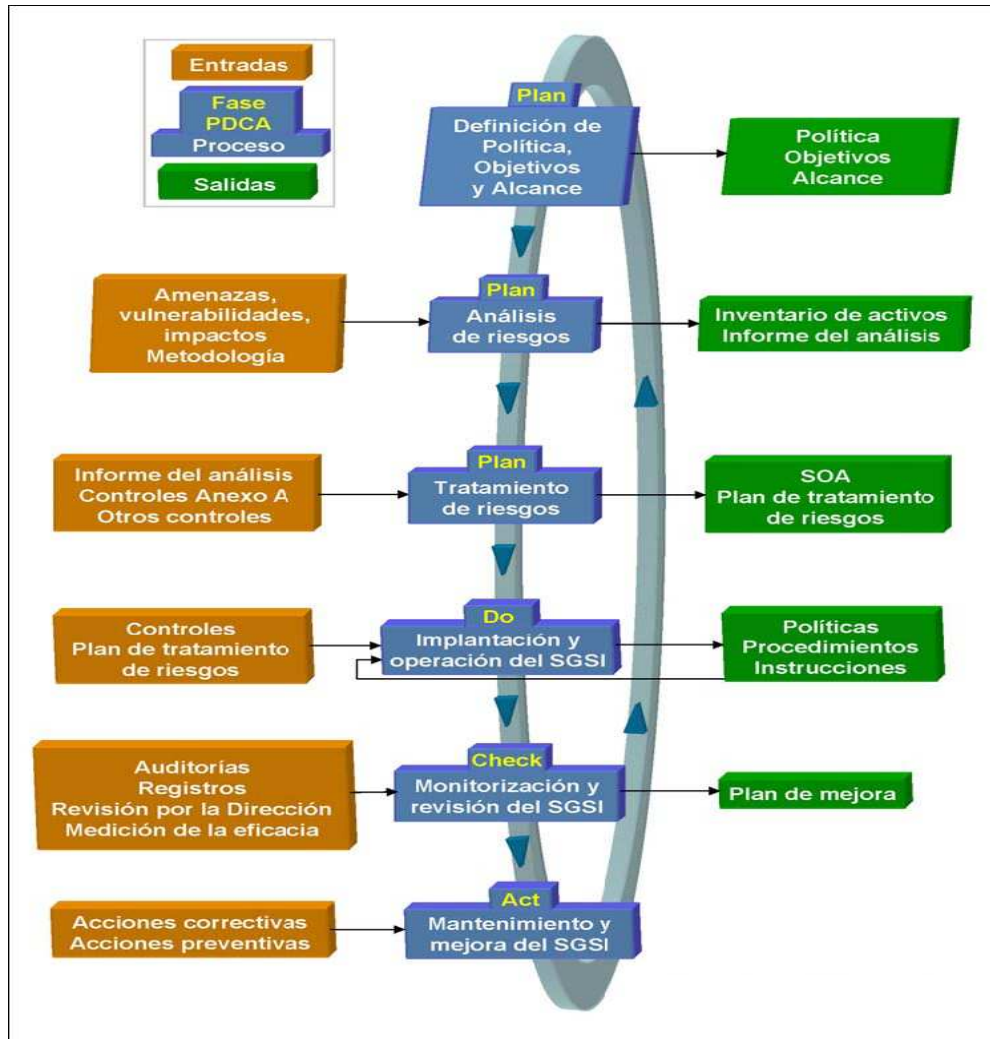 Entradas
Fase
PDCA
Proceso
Salidas
Plan
Definición de
Política,
Objetivos
y Alcance
Política
Objetivos
Alcance
Amenazas,
vulnerabilidades,
impactos
Metodología
Plan
Análisis
de riesgos
Inventario de activos
Informe del análisis
Informe del análisis
Controles Anexo A
Otros controles
Plan
Tratamiento
de riesgos
SOA
Plan de tratamiento
de riesgos
Controles
Plan de tratamiento
de riesgos
Do
Implantación y
operación del SGSI
Políticas
Procedimientos
Instrucciones
Auditorías
Registros
Revisión por la Dirección
Medición de la eficacia
Check
Monitorización y
revisión del SGSI
Plan de mejora
Acciones correctivas
Acciones preventivas
Act
Mantenimiento y
mejora del SGSI